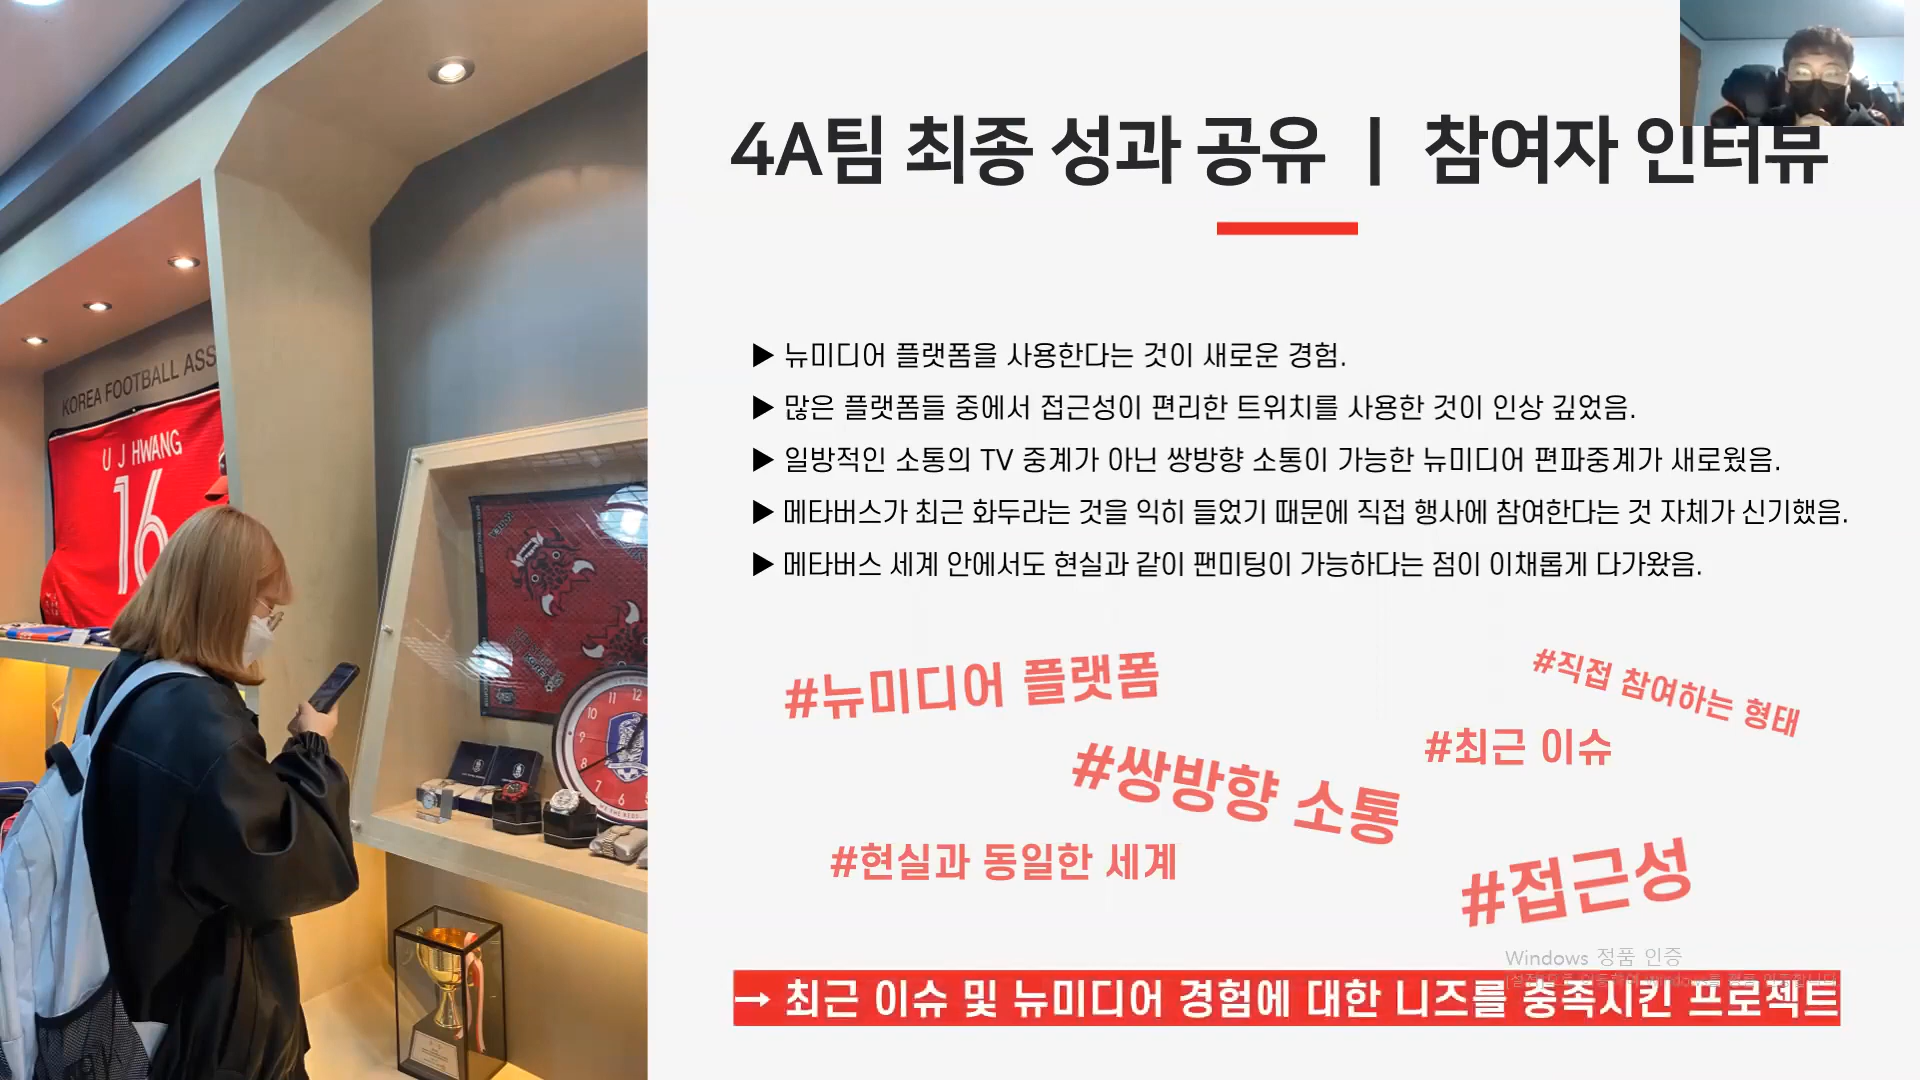 4A팀 최종 성과 공유 | 참여자 인터뷰
▶ 뉴미디어 플랫폼을 사용한다는 것이 새로운 경험.
▶ 많은 플랫폼들 중에서 접근성이 편리한 트위치를 사용한 것이 인상 깊었음.
▶ 일방적인 소통의 TV 중계가 아닌 쌍방향 소통이 가능한 뉴미디어 편파중계가 새로웠음.
▶ 메타버스가 최근 화두라는 것을 익히 들었기 때문에 직접 행사에 참여한다는 것 자체가 신기했음.
▶ 메타버스 세계 안에서도 현실과 같이 팬미팅이 가능하다는 점이 이채롭게 다가왔음.
#뉴미디어 플랫폼
#직접 참여하는 형태
#최근 이슈
#쌍방향 소통
#현실과 동일한 세계
#접근성
Windows 정품 인증
→ 최근 이슈 및 뉴미디어 경험에 대한 니즈를 충족시킨 프로젝트
KOREA FOOTBALL ASS
U J HWANG
16